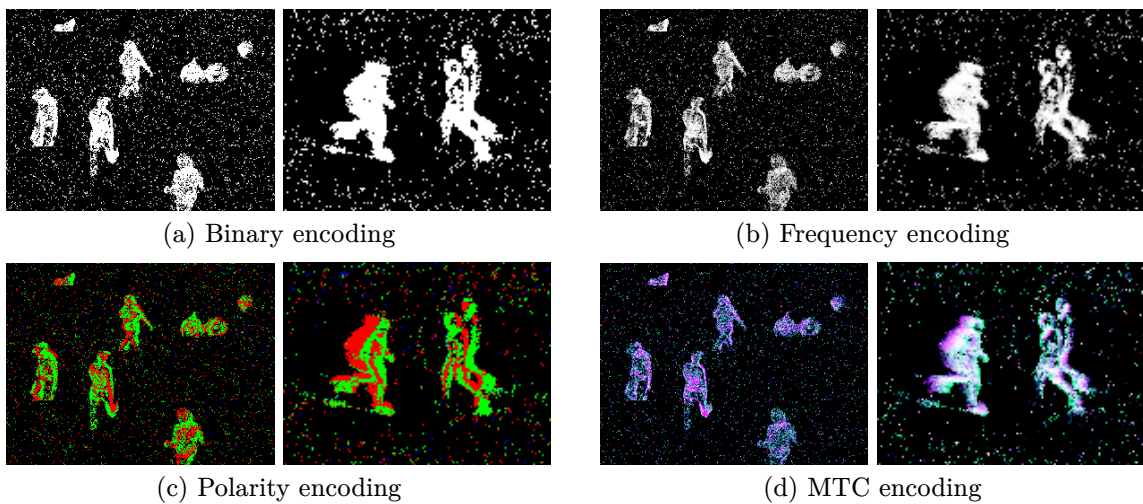 (a) Binary encoding
(b) Frequency encoding
(c) Polarity encoding
(d) MTC encoding